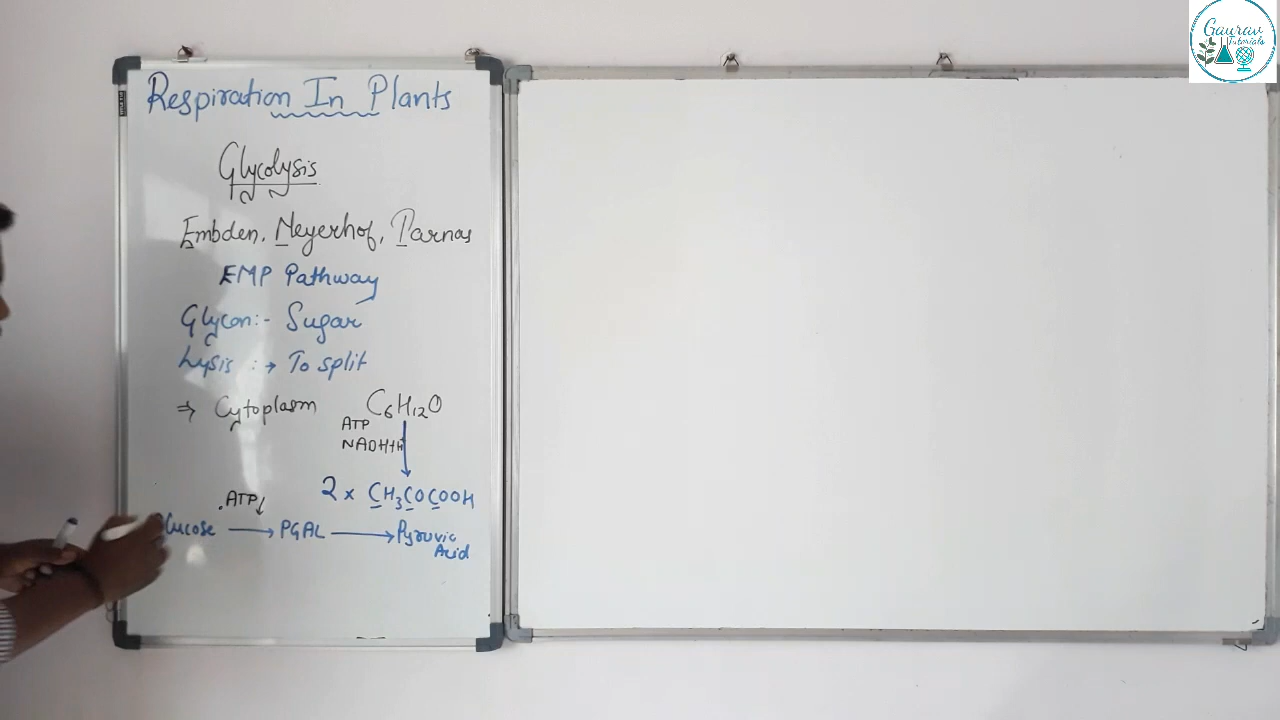 Gaurav
Tutorials
Respiration In Plants
Glycolysis
Embden, Meyerhof, Parnas
EMP Pathway
Glycon:- Sugar
Lysis :→ To split
⇒ Cytoplasm C6H12O
ATP
NADH+H
2 x CH3COCOOH
ATP↓
Glucose → PGAL → Pyruvic
Acid